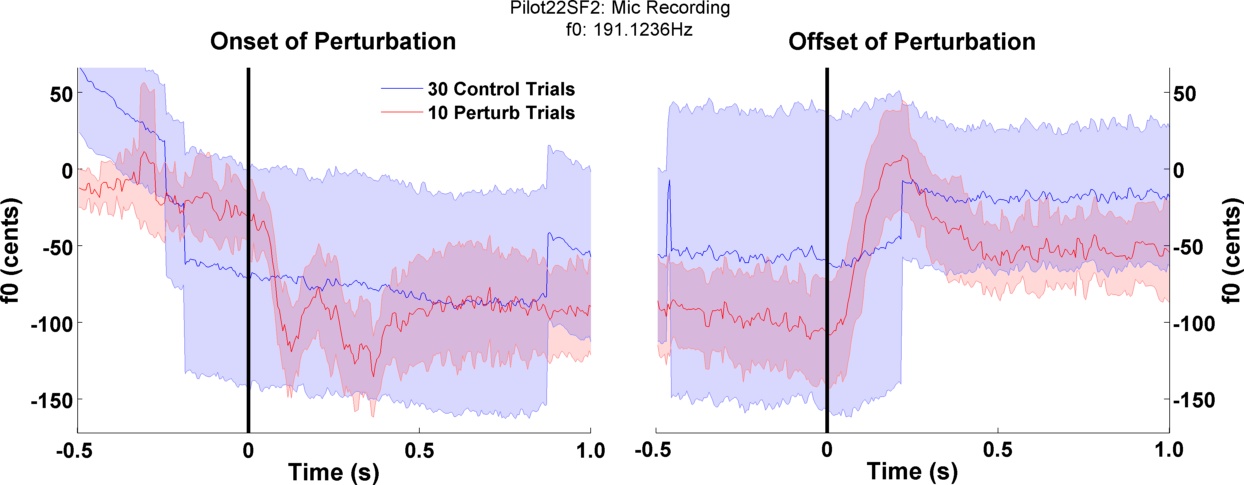 Pilot22SF2: Mic Recording
f0: 191.1236Hz
Onset of Perturbation
Offset of Perturbation
30 Control Trials
10 Perturb Trials
f0 (cents)
50
0
-50
-100
-150
-0.5
0
0.5
1.0
Time (s)
50
0
-50
-100
-150
f0 (cents)
-0.5
0
0.5
1.0
Time (s)